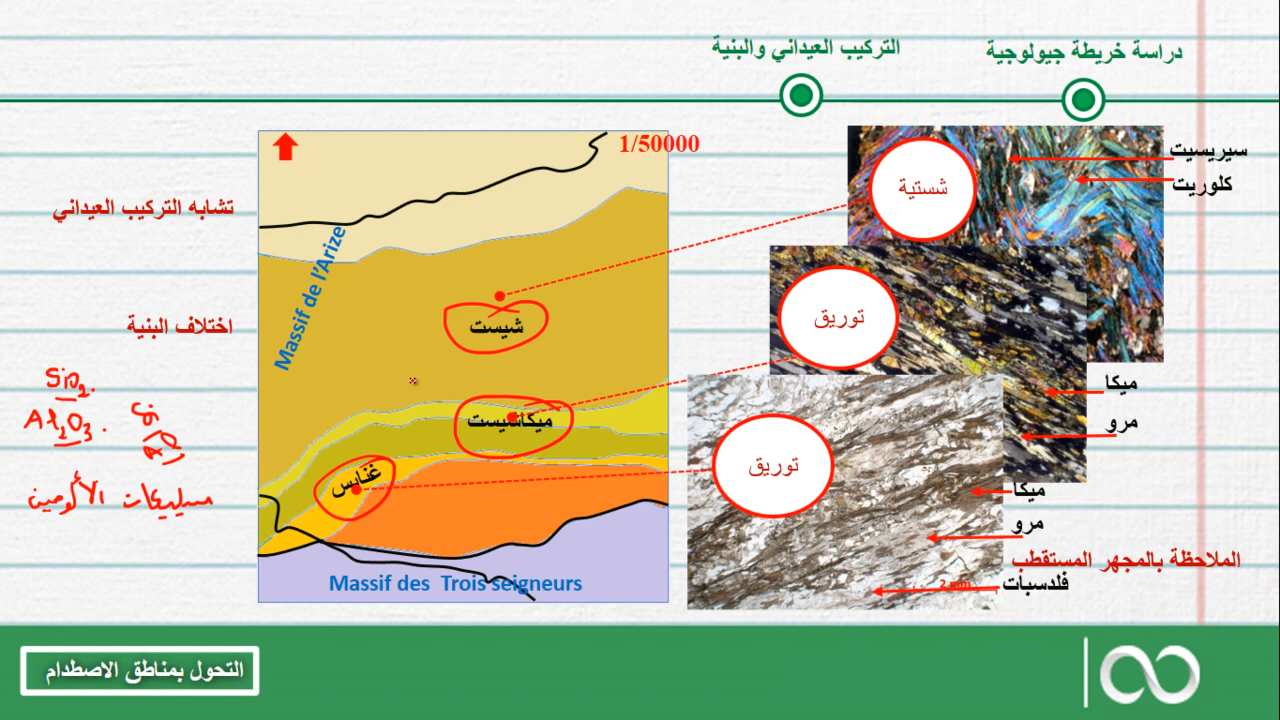 دراسة خريطة جيولوجية
التركيب العيداني والبنية
1/50000
سيريسيت
كلوريت
شستية
توريق
ميكا
مرو
توريق
ميكا
مرو
الملاحظة بالمجهر المستقطب
فلدسبات
2 mm
Massif de l'Arize
شيست
ميكاشيست
غنايس
Massif des Trois seigneurs
تشابه التركيب العيداني
اختلاف البنية
SiO2.
Al2O3.
سيليكات الألومين
التحول بمناطق الاصطدام